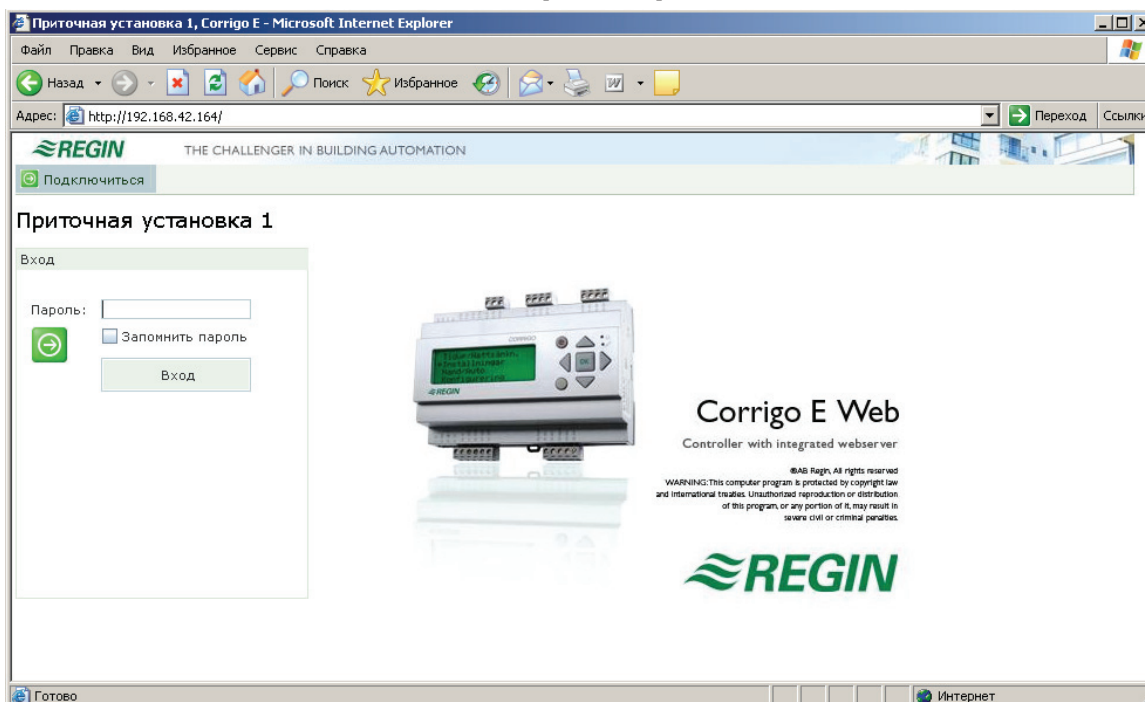 Приточная установка 1, Corrigo E - Microsoft Internet Explorer
Файл Правка Вид Избранное Сервис Справка
Назад Поиск Избранное
Адрес: http://192.168.42.164/ Переход Ссылки
REGIN THE CHALLENGER IN BUILDING AUTOMATION
Подключиться
Приточная установка 1
Вход
Пароль:
Запомнить пароль
Вход
CORRIGO
OK
REGIN
Corrigo E Web
Controller with integrated webserver
©AB Regin, All rights reserved
WARNING: This computer program is protected by copyright law
and international treaties. Unauthorized reproduction or distribution
of this program, or any portion of it, may result in
severe civil or criminal penalties.
REGIN
Готово Интернет